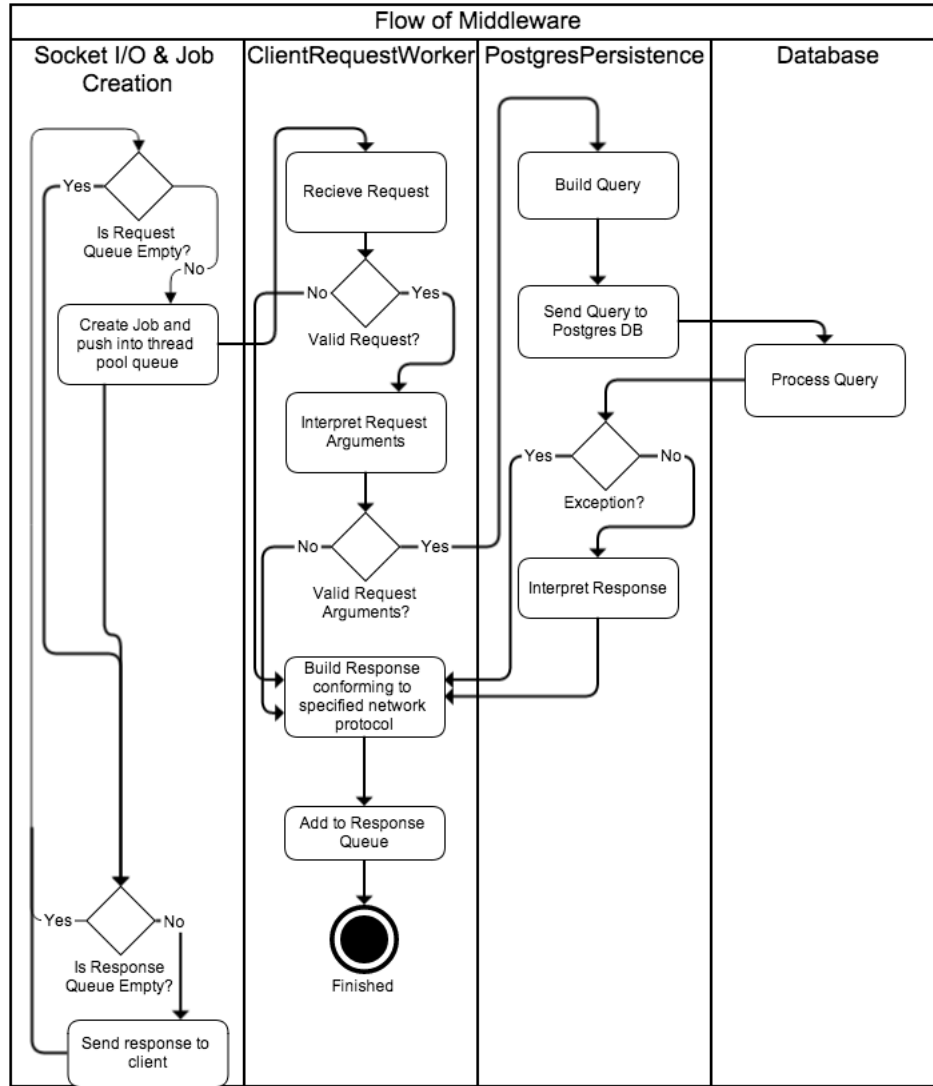 Flow of Middleware
Socket I/O & Job
Creation
ClientRequestWorker
PostgresPersistence
Database
Yes
Is Request
Queue Empty?
No
Create Job and
push into thread
pool queue
Yes
No
Is Response
Queue Empty?
Send response to
client
Recieve Request
No
Yes
Valid Request?
Interpret Request
Arguments
No
Yes
Valid Request
Arguments?
Build Response
conforming to
specified network
protocol
Add to Response
Queue
Finished
Build Query
Send Query to
Postgres DB
Yes
No
Exception?
Interpret Response
Process Query